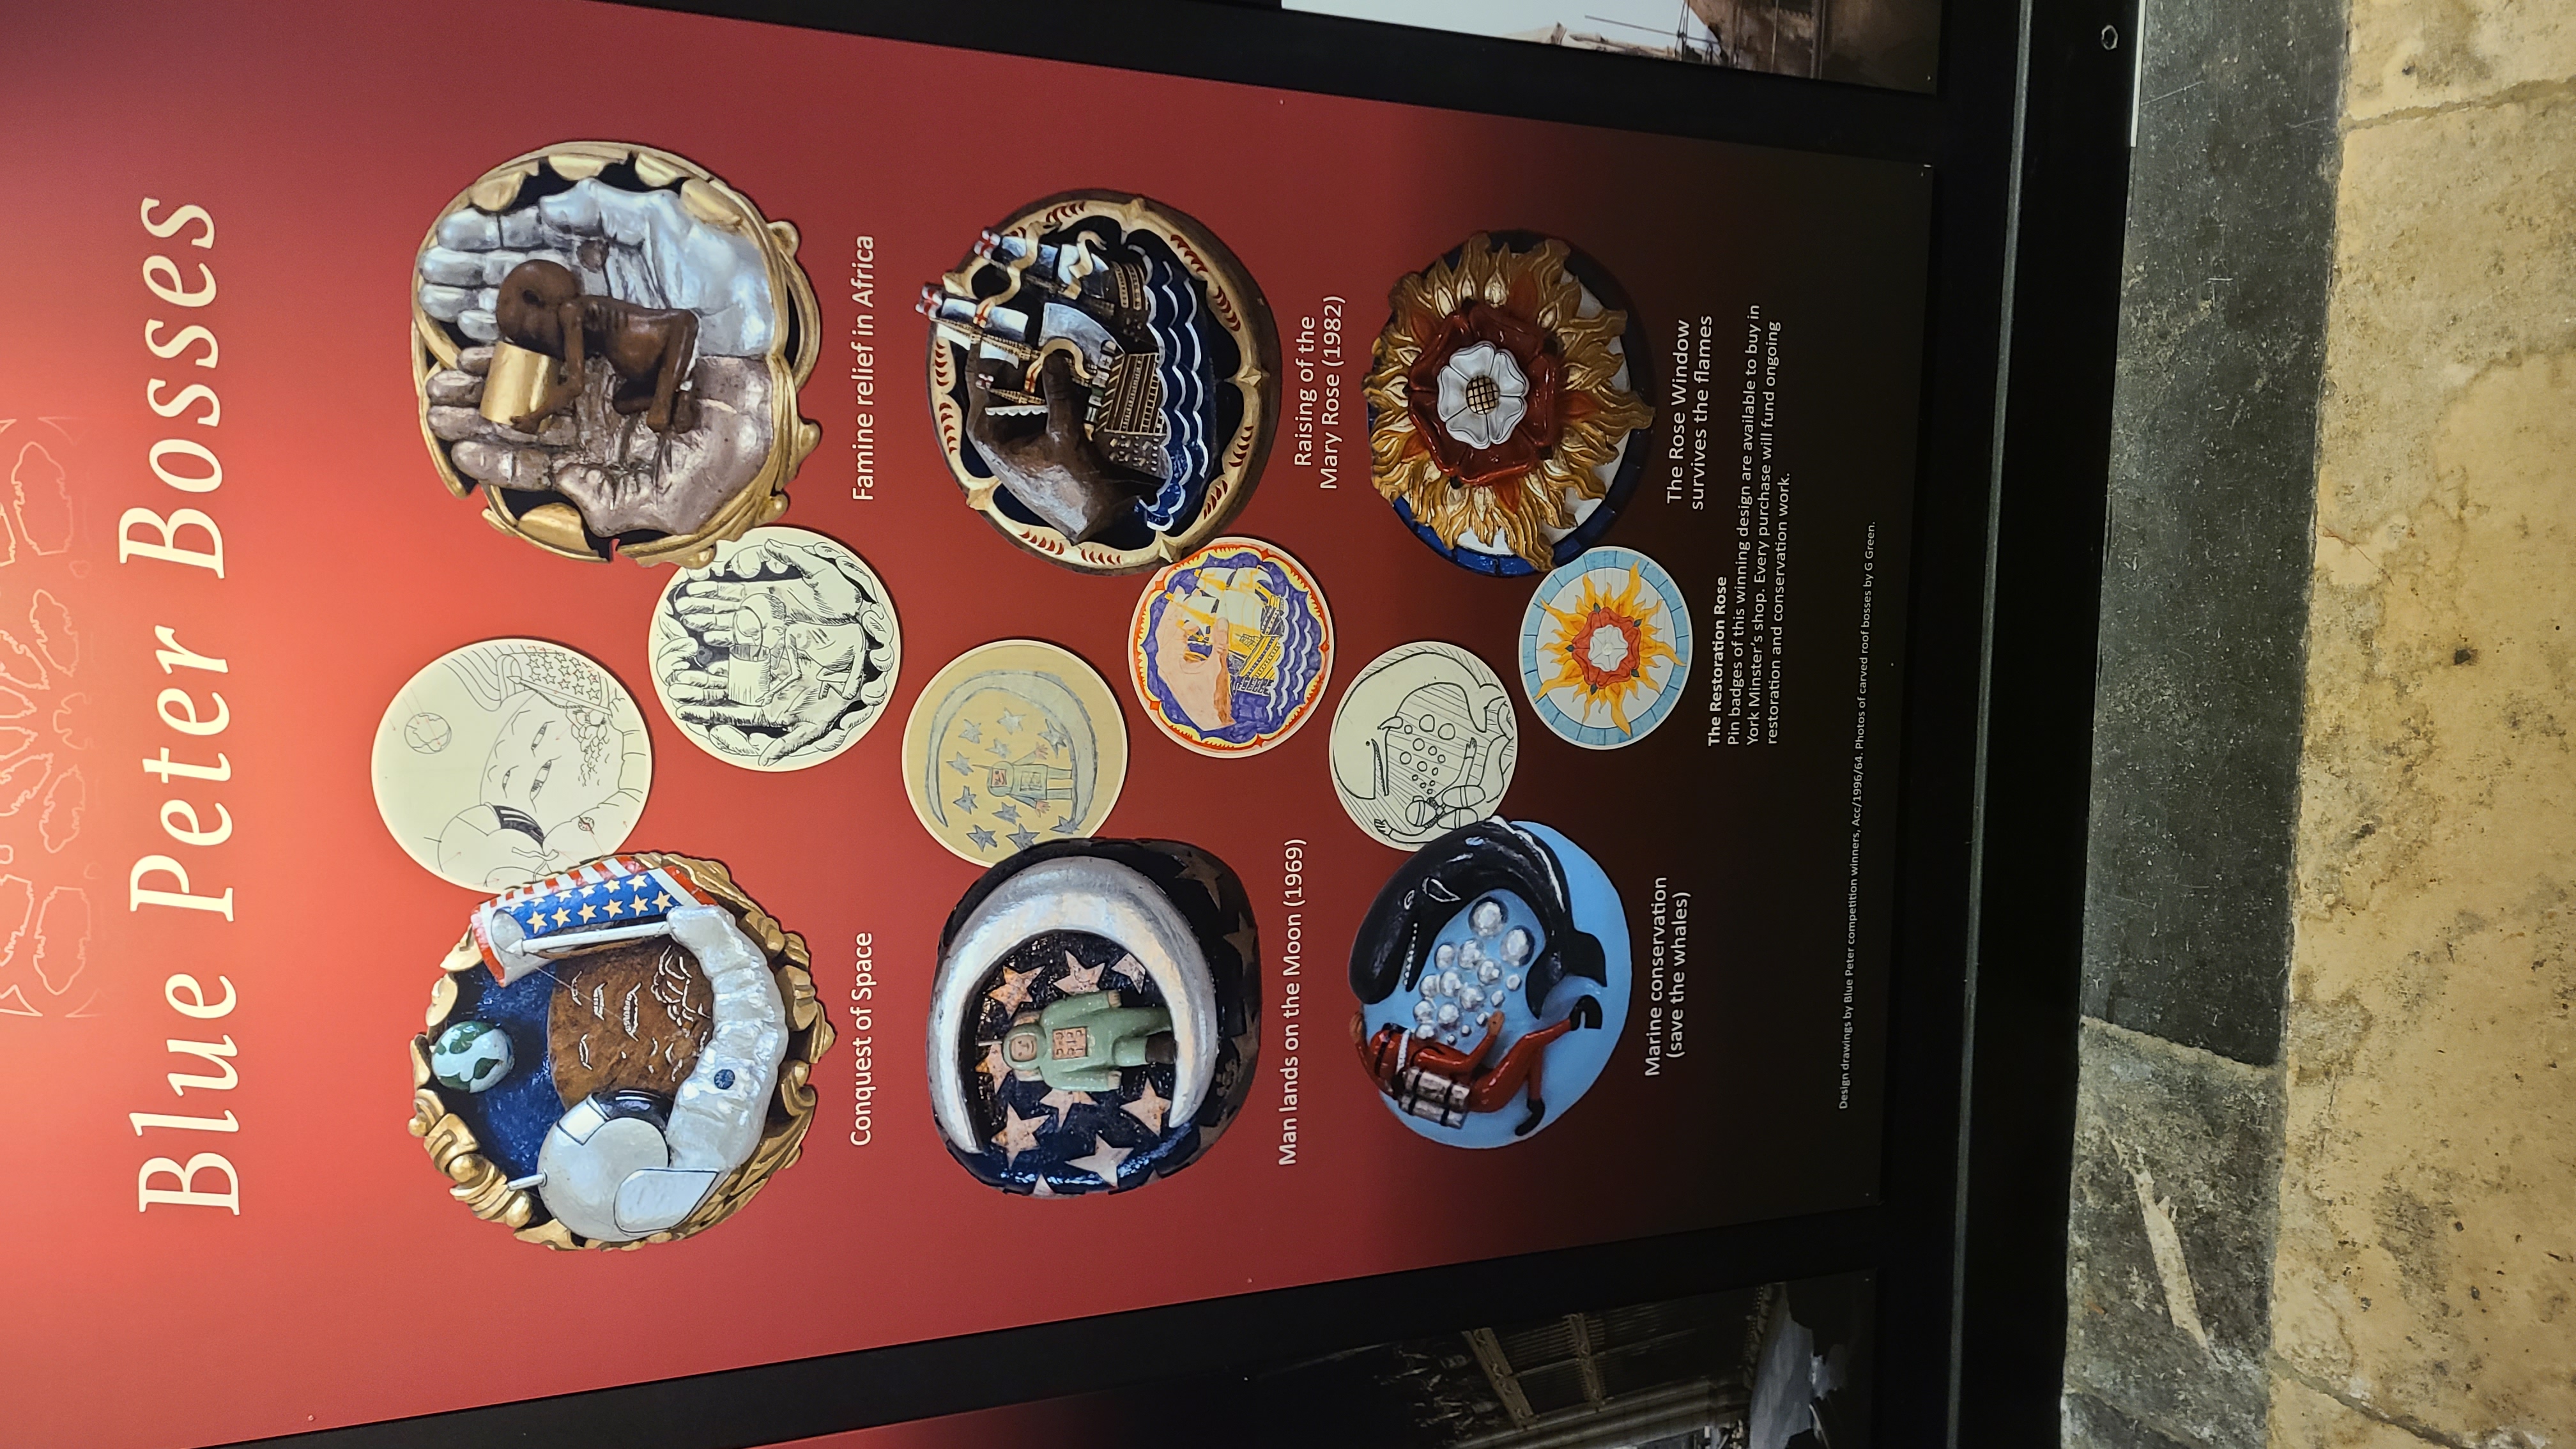 Blue Peter Bosses
Conquest of Space
Famine relief in Africa
Man lands on the Moon (1969)
Raising of the
Mary Rose (1982)
Marine conservation
(save the whales)
The Rose Window
survives the flames
The Restoration Rose
Pin badges of this winning design are available to buy in
York Minster's shop. Every purchase will fund ongoing
restoration and conservation work.
Design drawings by Blue Peter competition winners, Acc/1996/64. Photos of carved roof bosses by G Green.